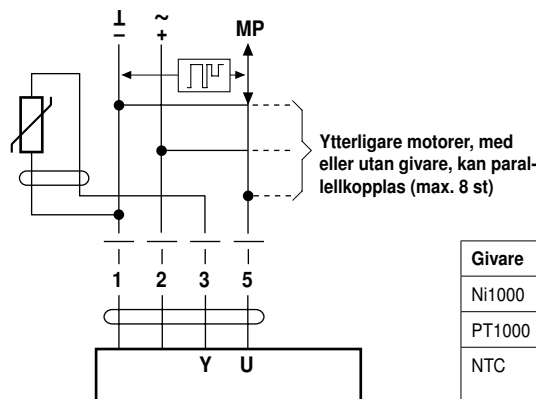 ⊥ ~
– + MP
Ytterligare motorer, med
eller utan givare, kan paral-
lellkopplas (max. 8 st)
1 2 3 5
Y U
Givare
Ni1000
PT1000
NTC